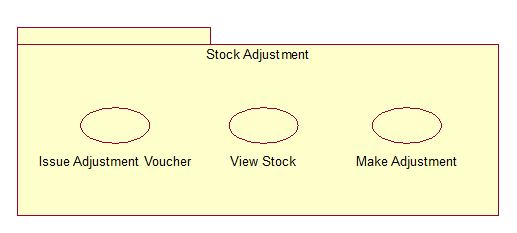 Stock Adjustment
Issue Adjustment Voucher
View Stock
Make Adjustment